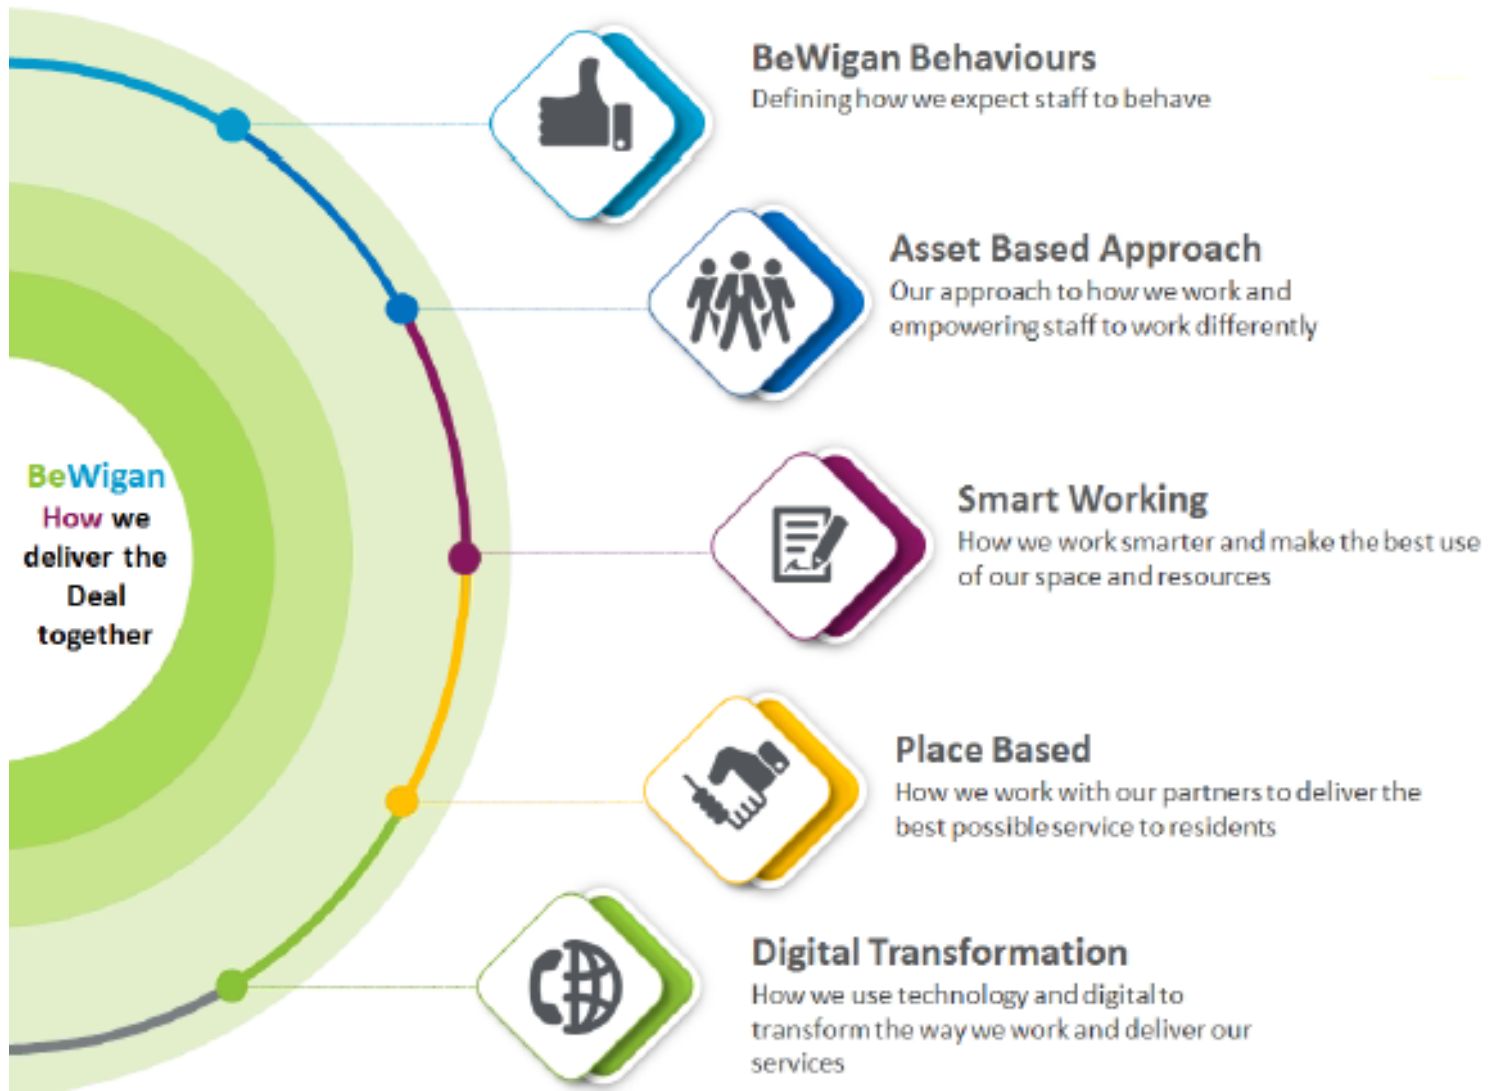 BeWigan
How we
deliver the
Deal
together
BeWigan Behaviours
Defining how we expect staff to behave
Asset Based Approach
Our approach to how we work and
empowering staff to work differently
Smart Working
How we work smarter and make the best use
of our space and resources
Place Based
How we work with our partners to deliver the
best possible service to residents
Digital Transformation
How we use technology and digital to
transform the way we work and deliver our
services